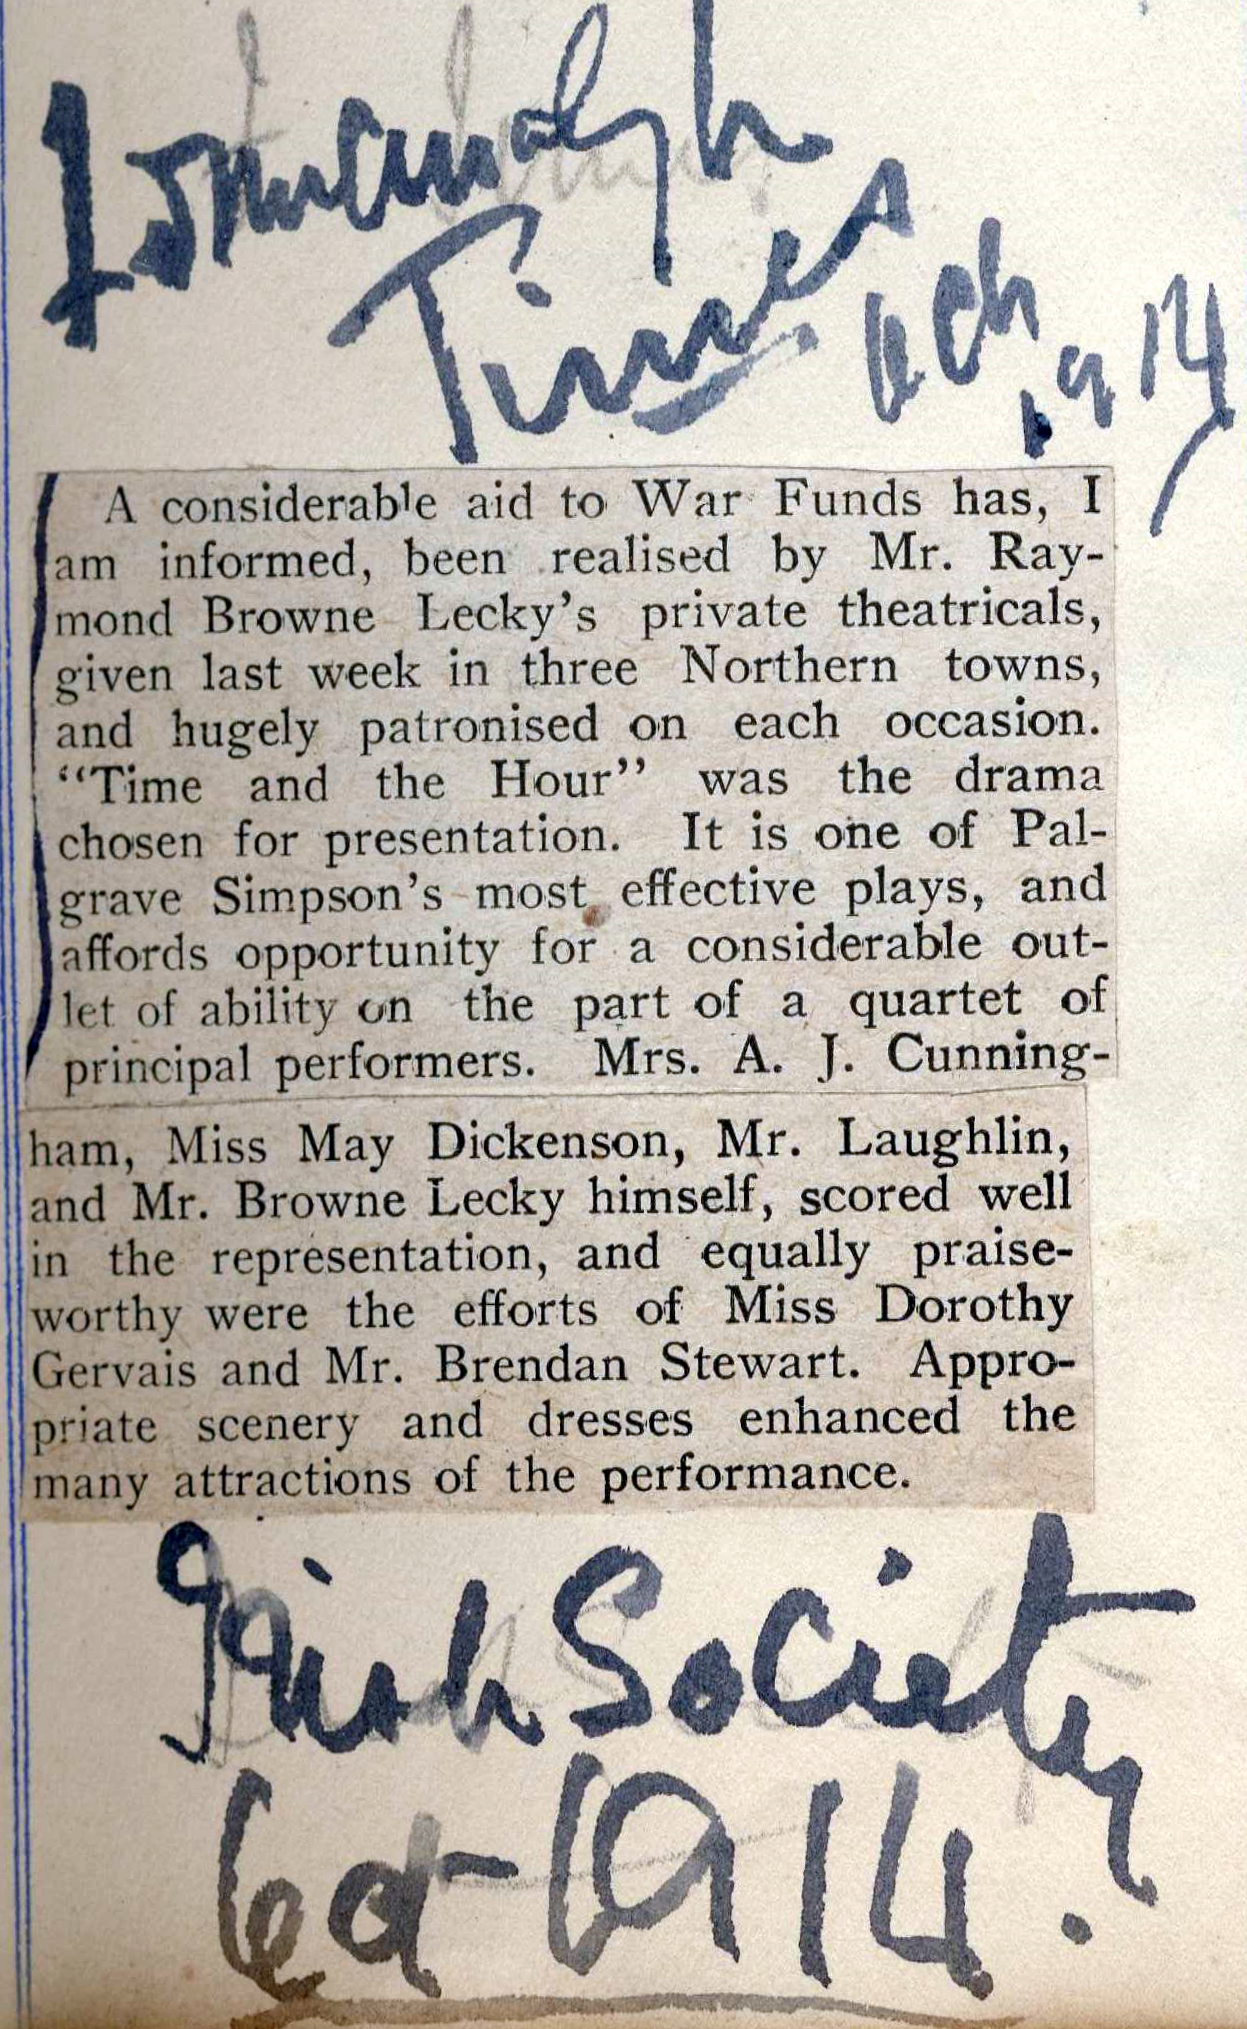 Fermanagh
Times Oct 1914
A considerable aid to War Funds has, I
am informed, been realised by Mr. Ray-
mond Browne Lecky's private theatricals,
given last week in three Northern towns,
and hugely patronised on each occasion.
"Time and the Hour" was the drama
chosen for presentation. It is one of Pal-
grave Simpson's most effective plays, and
affords opportunity for a considerable out-
let of ability on the part of a quartet of
principal performers. Mrs. A. J. Cunning-
ham, Miss May Dickenson, Mr. Laughlin,
and Mr. Browne Lecky himself, scored well
in the representation, and equally praise-
worthy were the efforts of Miss Dorothy
Gervais and Mr. Brendan Stewart. Appro-
priate scenery and dresses enhanced the
many attractions of the performance.
Irish Society
Oct 1914.